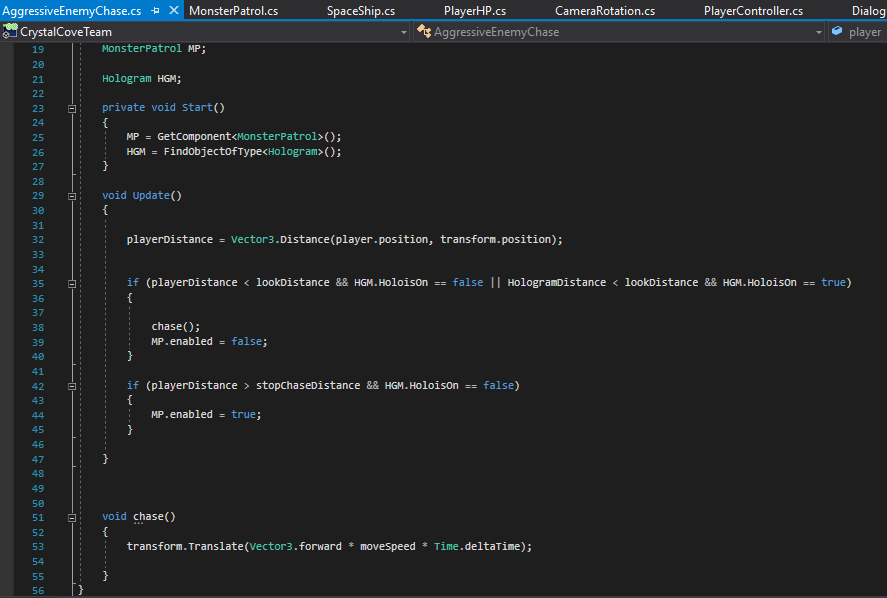 AggressiveEnemyChase.cs MonsterPatrol.cs SpaceShip.cs PlayerHP.cs CameraRotation.cs PlayerController.cs Dialog
CrystalCoveTeam AggressiveEnemyChase player
19 MonsterPatrol MP;
20
21 Hologram HGM;
22
23 private void Start()
24 {
25 MP = GetComponent<MonsterPatrol>();
26 HGM = FindObjectOfType<Hologram>();
27 }
28
29 void Update()
30 {
31
32 playerDistance = Vector3.Distance(player.position, transform.position);
33
34
35 if (playerDistance < lookDistance && HGM.HoloisOn == false || HologramDistance < lookDistance && HGM.HoloisOn == true)
36 {
37
38 chase();
39 MP.enabled = false;
40 }
41
42 if (playerDistance > stopChaseDistance && HGM.HoloisOn == false)
43 {
44 MP.enabled = true;
45 }
46
47 }
48
49
50
51 void chase()
52 {
53 transform.Translate(Vector3.forward * moveSpeed * Time.deltaTime);
54
55 }
56 }